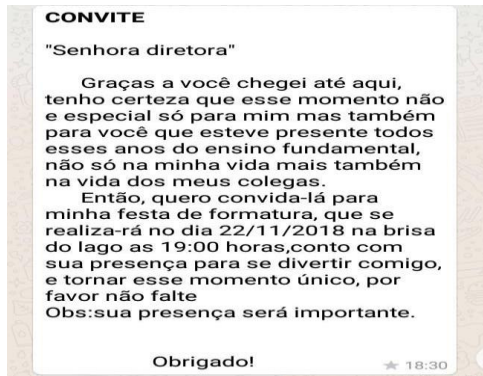 CONVITE
"Senhora diretora"
Graças a você chegei até aqui,
tenho certeza que esse momento não
e especial só para mim mas também
para você que esteve presente todos
esses anos do ensino fundamental,
não só na minha vida mais também
na vida dos meus colegas.
Então, quero convida-lá para
minha festa de formatura, que se
realiza-rá no dia 22/11/2018 na brisa
do lago as 19:00 horas,conto com
sua presença para se divertir comigo,
e tornar esse momento único, por
favor não falte
Obs:sua presença será importante.
Obrigado!
★ 18:30